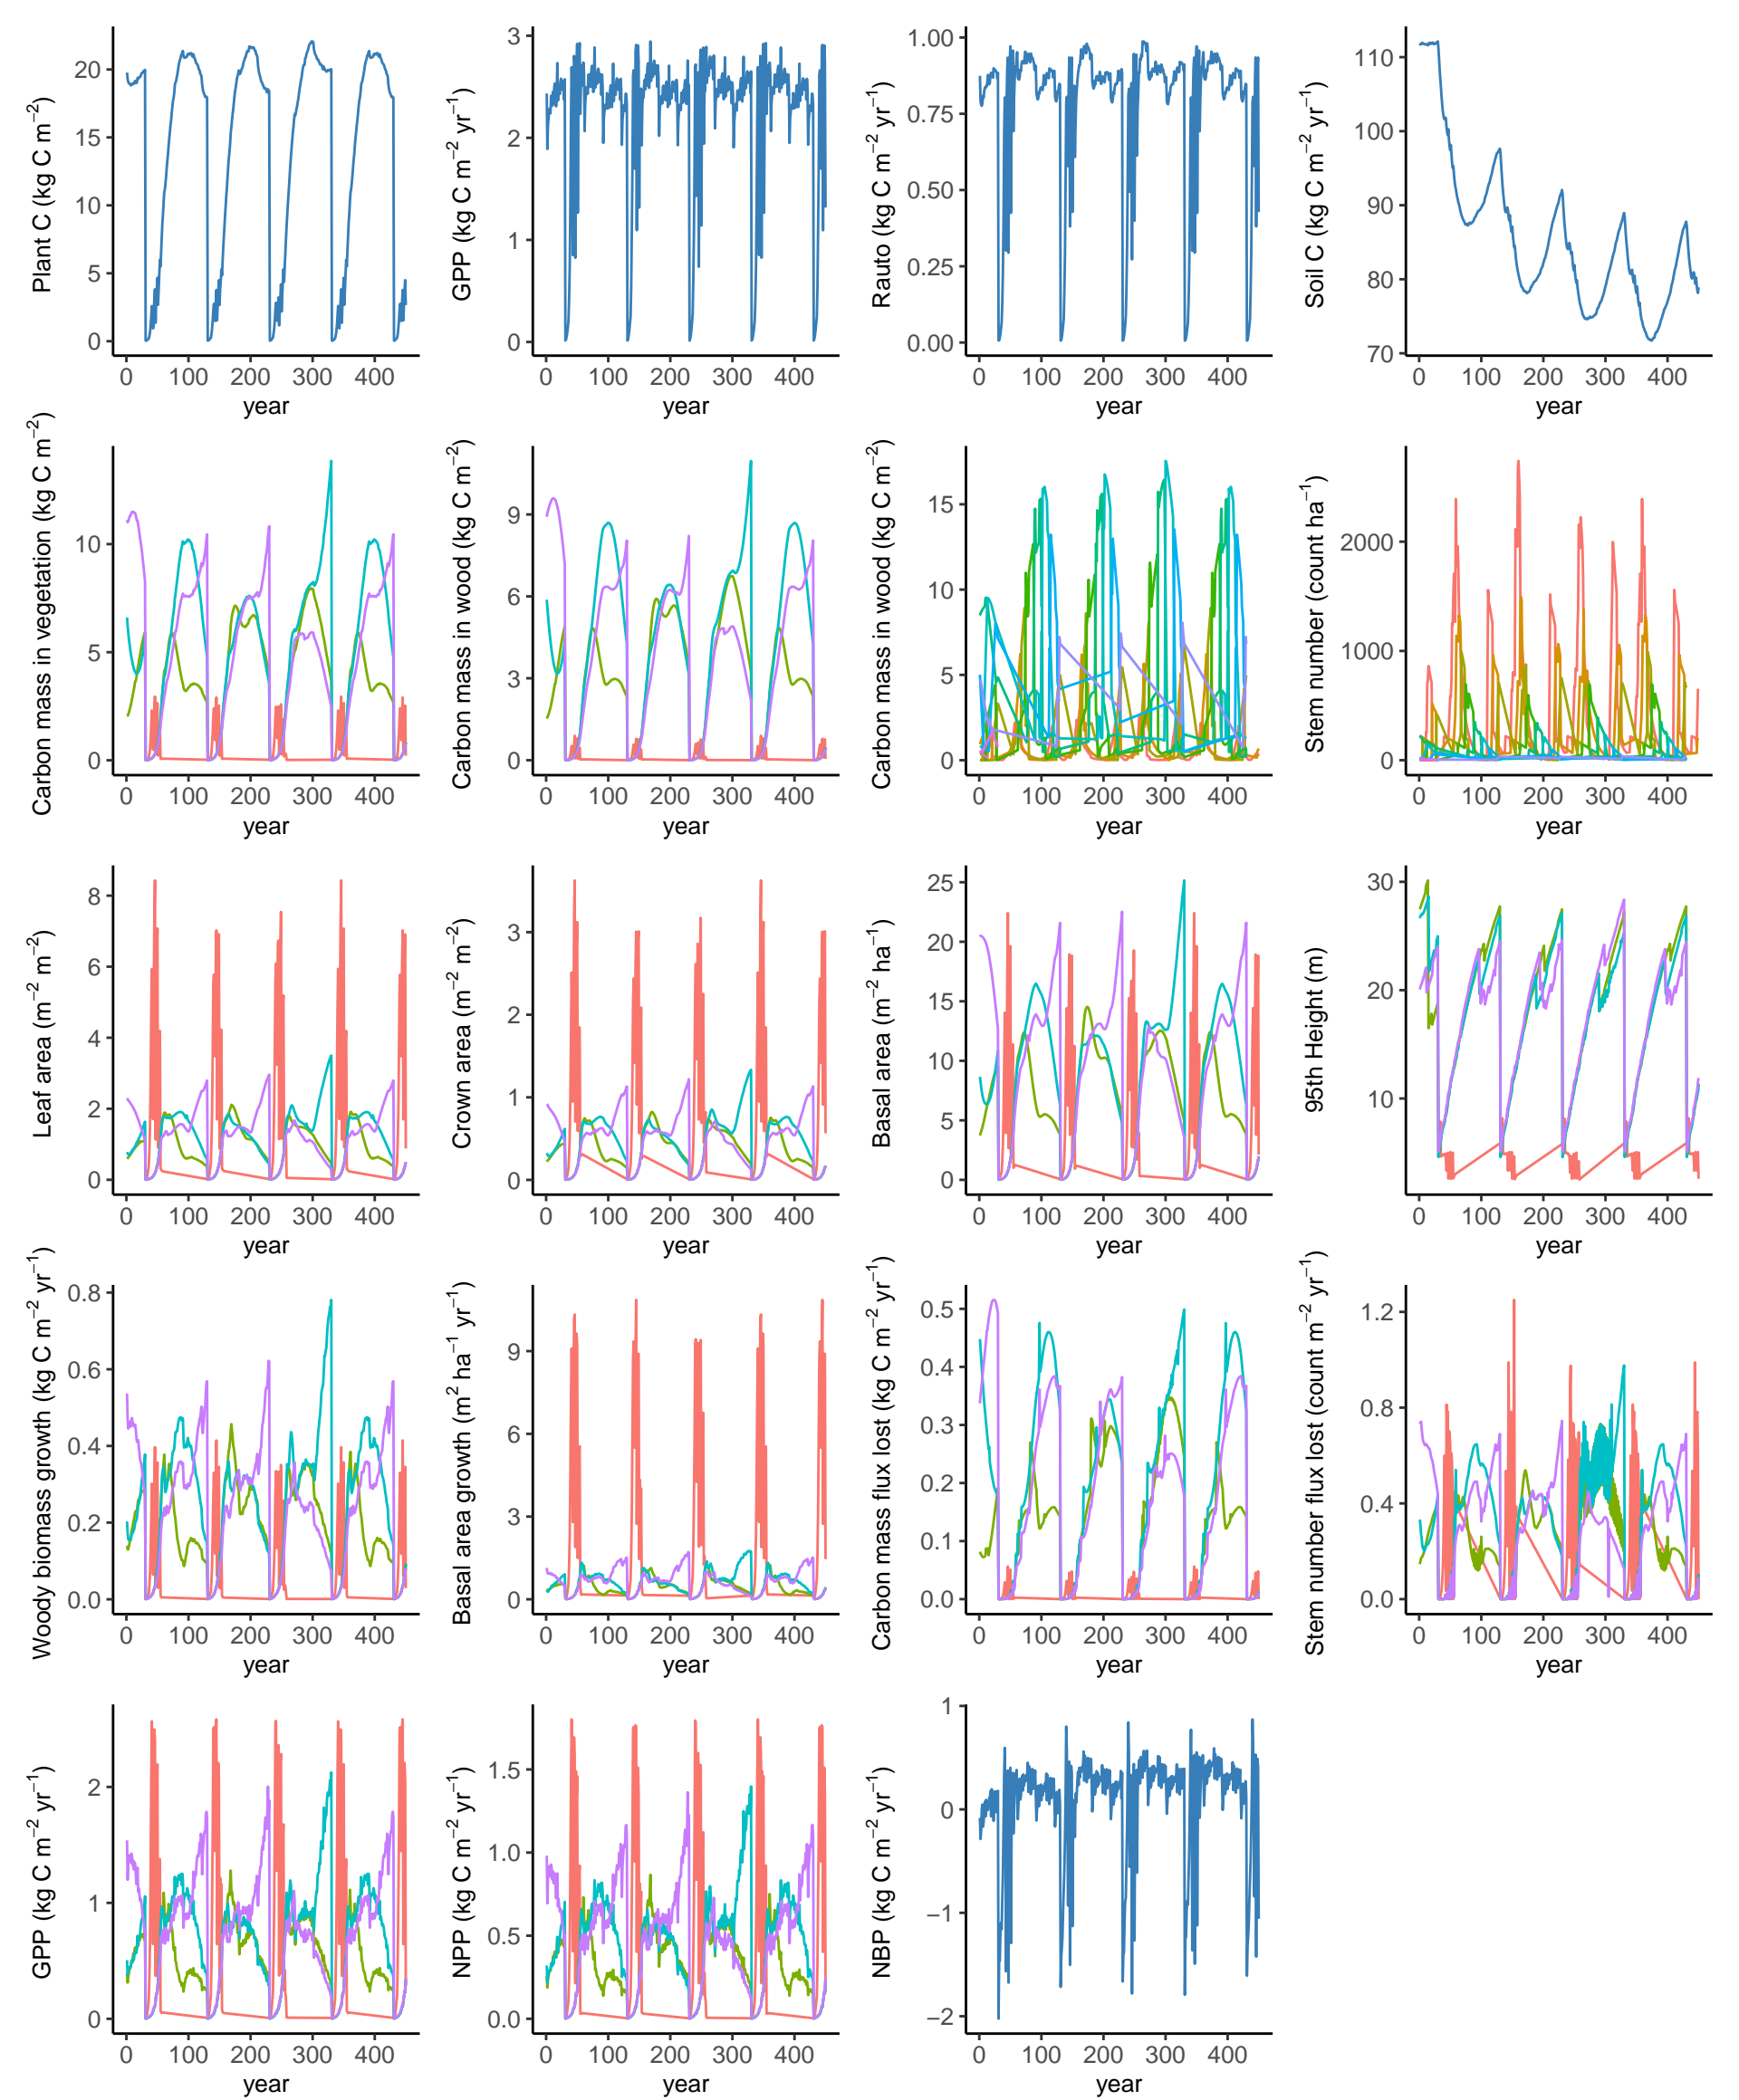 Plant C (kg C m−2)
20
15
10
5
0
0 100 200 300 400
year
GPP (kg C m−2 yr−1)
3
2
1
0
0 100 200 300 400
year
Rauto (kg C m−2 yr−1)
1.00
0.75
0.50
0.25
0.00
0 100 200 300 400
year
Soil C (kg C m−2)
110
100
90
80
70
0 100 200 300 400
year
Carbon mass in vegetation (kg C m−2)
10
5
0
0 100 200 300 400
year
Carbon mass in wood (kg C m−2)
9
6
3
0
0 100 200 300 400
year
Carbon mass in wood (kg C m−2)
15
10
5
0
0 100 200 300 400
year
Stem number (count ha−1)
2000
1000
0
0 100 200 300 400
year
Leaf area (m−2 m−2)
8
6
4
2
0
0 100 200 300 400
year
Crown area (m−2 m−2)
3
2
1
0
0 100 200 300 400
year
Basal area (m−2 ha−1)
25
20
15
10
5
0
0 100 200 300 400
year
95th Height (m)
30
20
10
0 100 200 300 400
year
Woody biomass growth (kg C m−2 yr−1)
0.8
0.6
0.4
0.2
0.0
0 100 200 300 400
year
Basal area growth (m2 ha−1 yr−1)
9
6
3
0
0 100 200 300 400
year
Carbon mass flux lost (kg C m−2 yr−1)
0.5
0.4
0.3
0.2
0.1
0.0
0 100 200 300 400
year
Stem number flux lost (count m−2 yr−1)
1.2
0.8
0.4
0.0
0 100 200 300 400
year
GPP (kg C m−2 yr−1)
2
1
0
0 100 200 300 400
year
NPP (kg C m−2 yr−1)
1.5
1.0
0.5
0.0
0 100 200 300 400
year
NBP (kg C m−2 yr−1)
1
0
−1
−2
0 100 200 300 400
year